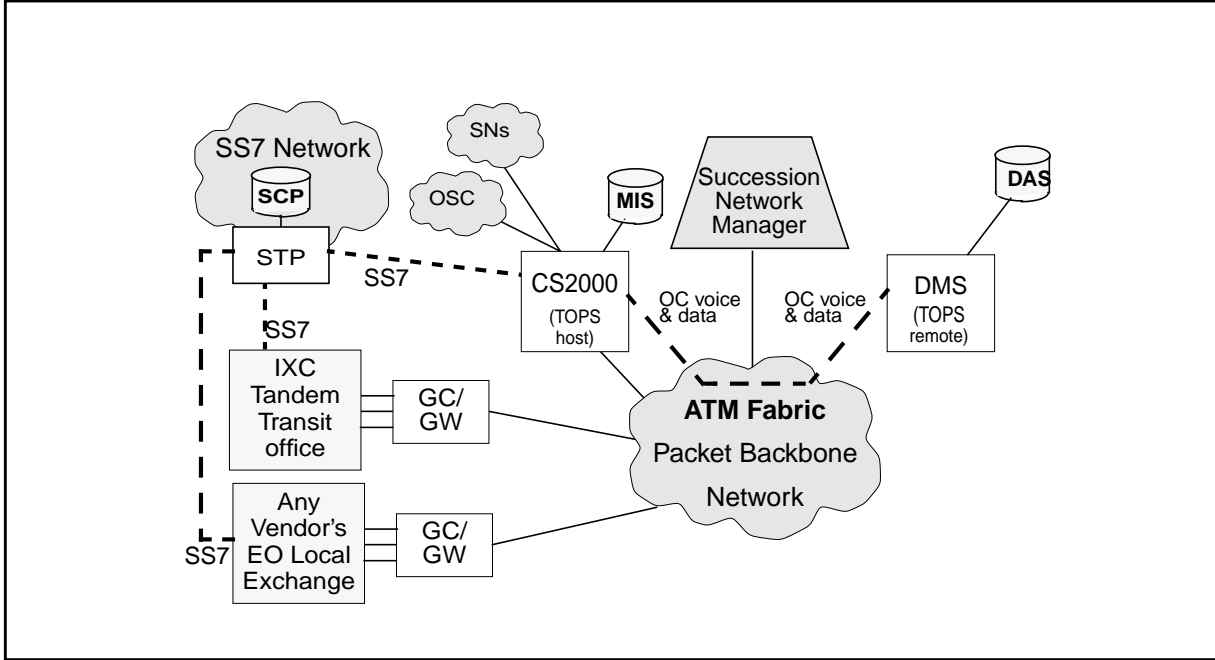 SNs
SS7 Network
SCP
OSC
MIS
Succession
Network
Manager
DAS
STP
SS7
CS2000
(TOPS
host)
OC voice
& data
OC voice
& data
DMS
(TOPS
remote)
SS7
IXC
Tandem
Transit
office
GC/
GW
ATM Fabric
Packet Backbone
Network
Any
Vendor's
EO Local
Exchange
SS7
GC/
GW